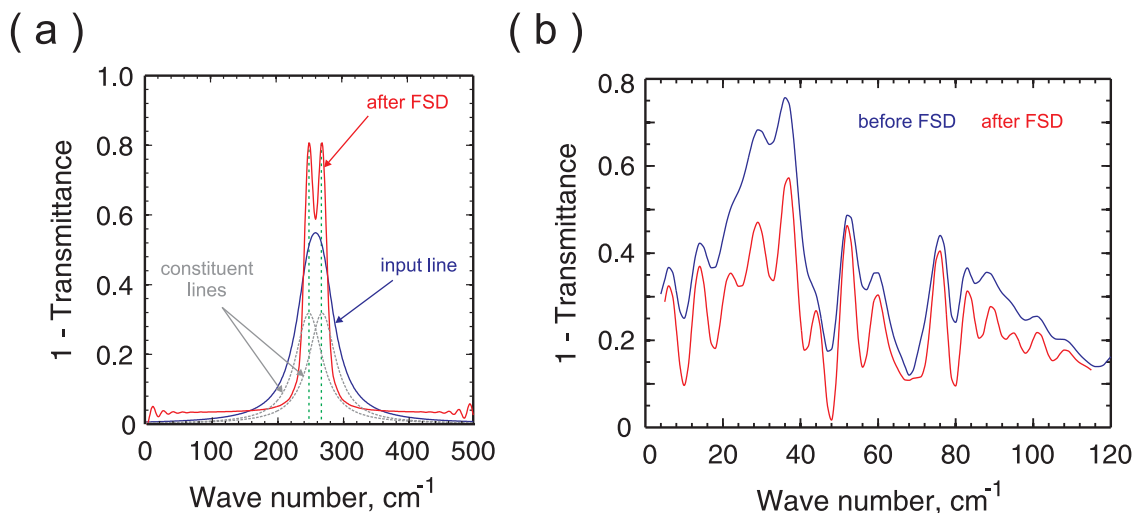 ( a )
1.0
0.8
0.6
0.4
0.2
0
0
100
200
300
400
500
1 - Transmittance
Wave number, cm-1
after FSD
input line
constituent
lines
( b )
0.8
0.6
0.4
0.2
0
0
20
40
60
80
100
120
1 - Transmittance
Wave number, cm-1
before FSD
after FSD